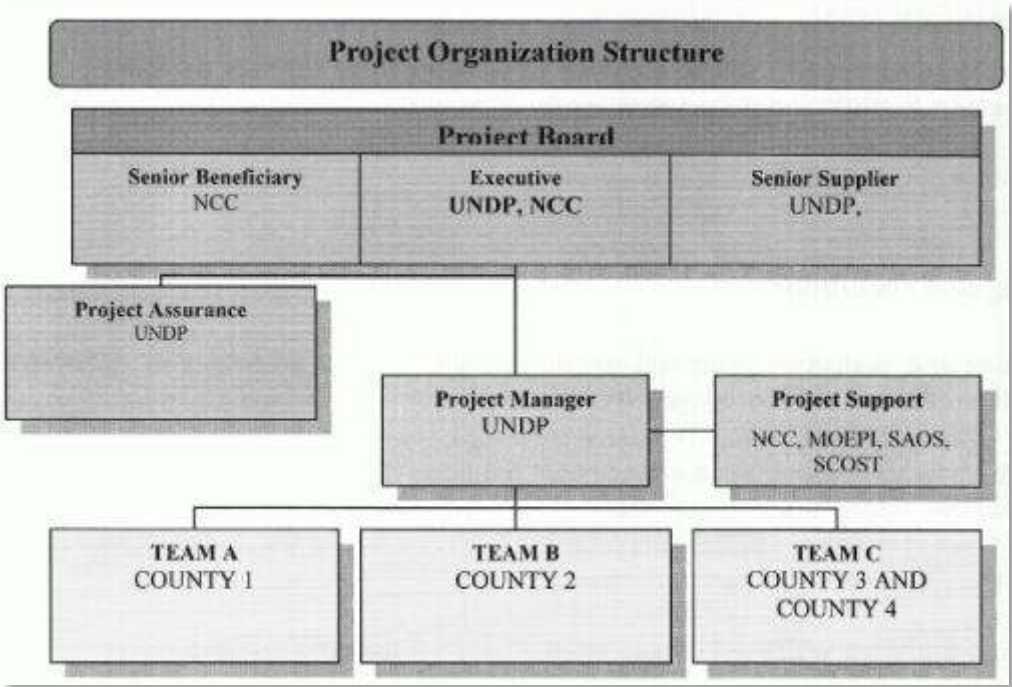 Project Organization Structure
Project Board
Senior Beneficiary
NCC
Executive
UNDP, NCC
Senior Supplier
UNDP,
Project Assurance
UNDP
Project Manager
UNDP
Project Support
NCC, MOEPI, SAOS,
SCOST
TEAM A
COUNTY 1
TEAM B
COUNTY 2
TEAM C
COUNTY 3 AND
COUNTY 4